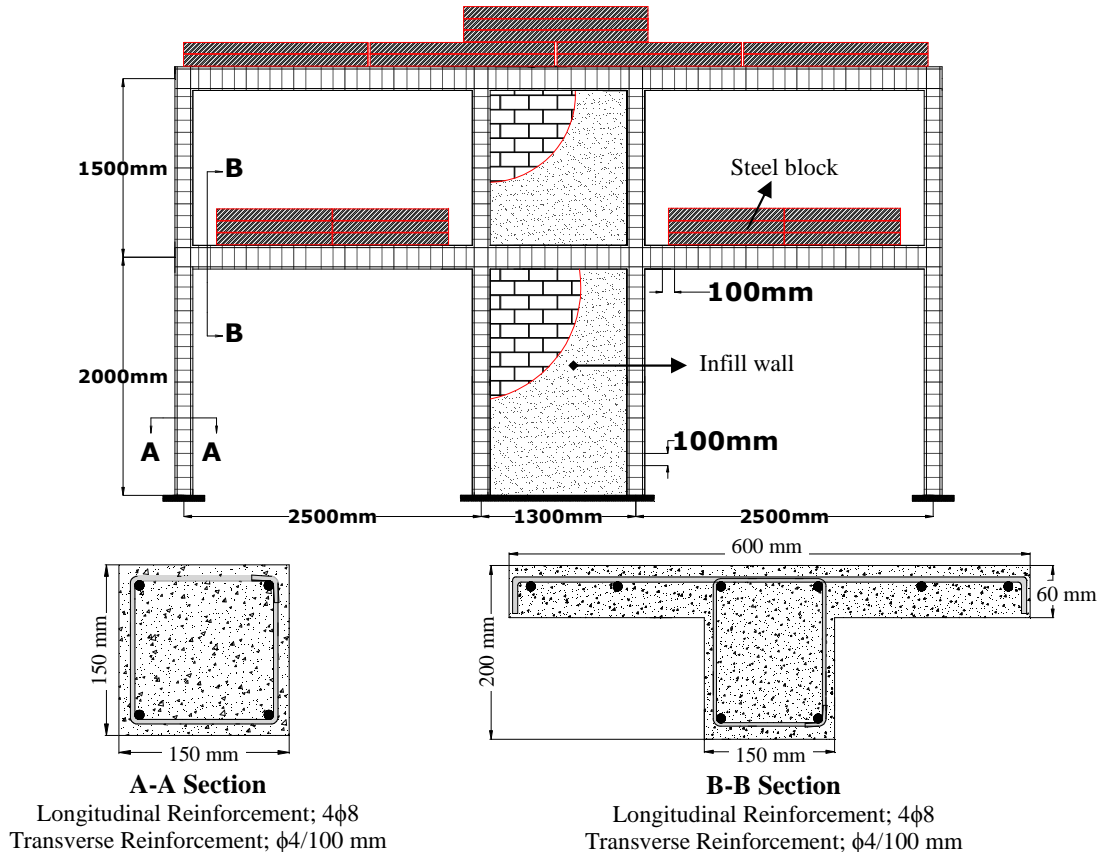 1500mm
B
Steel block
100mm
B
2000mm
Infill wall
A
A
100mm
2500mm
1300mm
2500mm
600 mm
60 mm
150 mm
200 mm
150 mm
150 mm
A-A Section
Longitudinal Reinforcement; 4ϕ8
Transverse Reinforcement; ϕ4/100 mm
B-B Section
Longitudinal Reinforcement; 4ϕ8
Transverse Reinforcement; ϕ4/100 mm